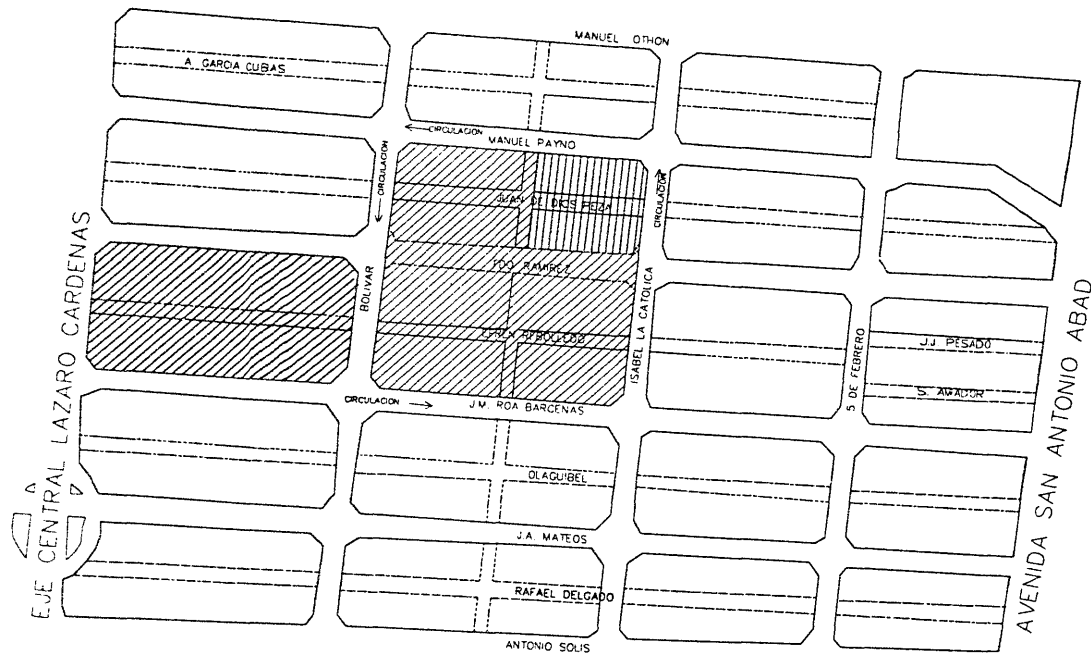 MANUEL OTHON
A. GARCIA CUBAS
CIRCULACION
MANUEL PAYNO
CIRCULACION
JUAN DE DIOS PEZA
CIRCULACION
FDO RAMIREZ
BOLIVAR
EFREN REBOLLEDO
ISABEL LA CATOLICA
EJE CENTRAL LAZARO CARDENAS
5 DE FEBRERO
J.J. PESADO
S. AMADOR
AVENIDA SAN ANTONIO ABAD
CIRCULACION
J.M. ROA BARCENAS
OLAGUIBEL
J.A. MATEOS
RAFAEL DELGADO
ANTONIO SOLIS